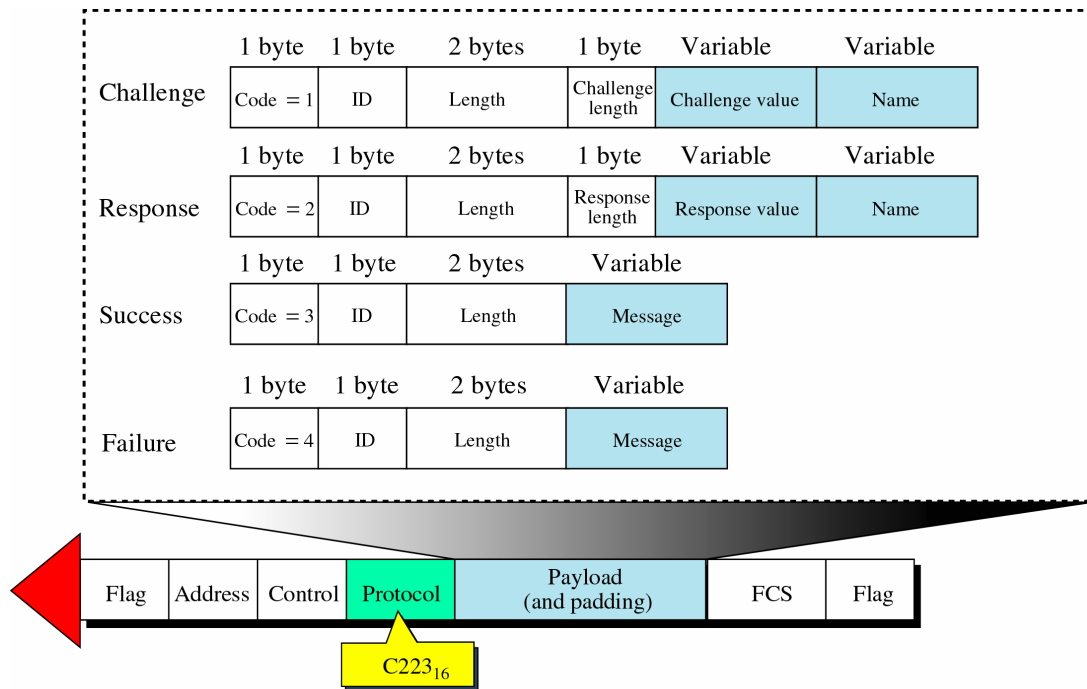 1 byte 1 byte 2 bytes 1 byte Variable Variable
Challenge Code = 1 ID Length Challenge length Challenge value Name
1 byte 1 byte 2 bytes 1 byte Variable Variable
Response Code = 2 ID Length Response length Response value Name
1 byte 1 byte 2 bytes Variable
Success Code = 3 ID Length Message
1 byte 1 byte 2 bytes Variable
Failure Code = 4 ID Length Message
Flag Address Control Protocol Payload (and padding) FCS Flag
C223₁₆